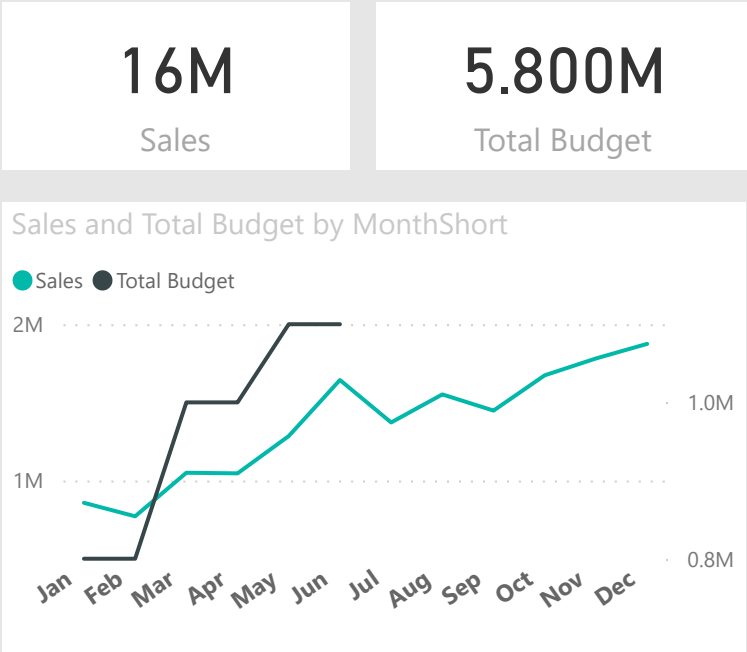 16M
Sales
5.800M
Total Budget
Sales and Total Budget by MonthShort
Sales Total Budget
2M
1M
1.0M
0.8M
Jan Feb Mar Apr May Jun Jul Aug Sep Oct Nov Dec